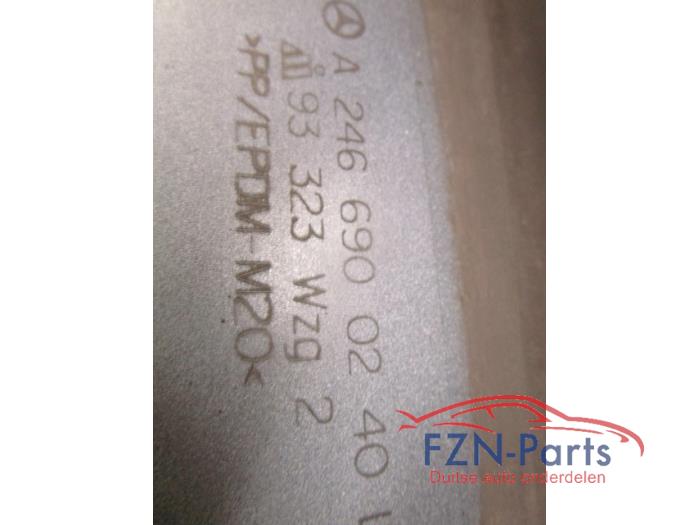 A 246 690 02 40
93 323 Wzg 2
>PP/EPDM-M20<
FZN-Parts
Duitse auto onderdelen